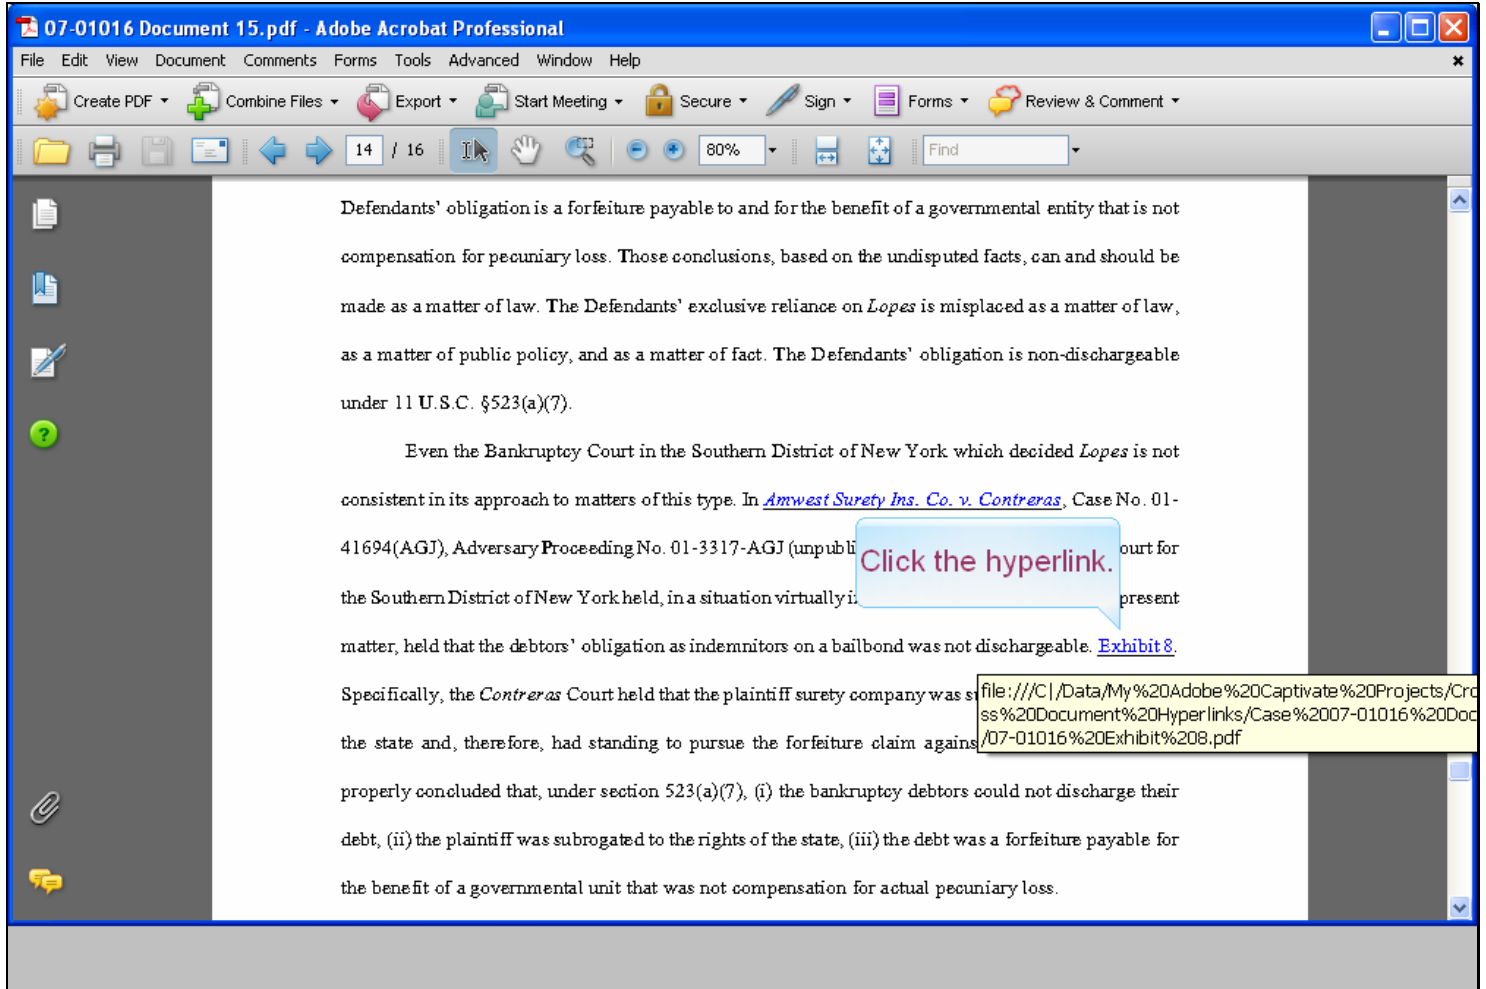 07-01016 Document 15.pdf - Adobe Acrobat Professional
File Edit View Document Comments Forms Tools Advanced Window Help
Create PDF Combine Files Export Start Meeting Secure Sign Forms Review & Comment
14 / 16 80% Find
Defendants' obligation is a forfeiture payable to and for the benefit of a governmental entity that is not
compensation for pecuniary loss. Those conclusions, based on the undisputed facts, can and should be
made as a matter of law. The Defendants' exclusive reliance on Lopes is misplaced as a matter of law,
as a matter of public policy, and as a matter of fact. The Defendants' obligation is non-dischargeable
under 11 U.S.C. §523(a)(7).
Even the Bankruptcy Court in the Southern District of New York which decided Lopes is not
consistent in its approach to matters of this type. In Amwest Surety Ins. Co. v. Contreras, Case No. 01-
41694(AGJ), Adversary Proceeding No. 01-3317-AGJ (unpubli ourt for
Click the hyperlink.
the Southern District of New York held, in a situation virtually i present
matter, held that the debtors' obligation as indemnitors on a bailbond was not dischargeable. Exhibit 8.
Specifically, the Contreras Court held that the plaintiff surety company was s
file:///C|/Data/My%20Adobe%20Captivate%20Projects/Cro
ss%20Document%20Hyperlinks/Case%2007-01016%20Doc
/07-01016%20Exhibit%208.pdf
the state and, therefore, had standing to pursue the forfeiture claim agains
properly concluded that, under section 523(a)(7), (i) the bankruptcy debtors could not discharge their
debt, (ii) the plaintiff was subrogated to the rights of the state, (iii) the debt was a forfeiture payable for
the benefit of a governmental unit that was not compensation for actual pecuniary loss.